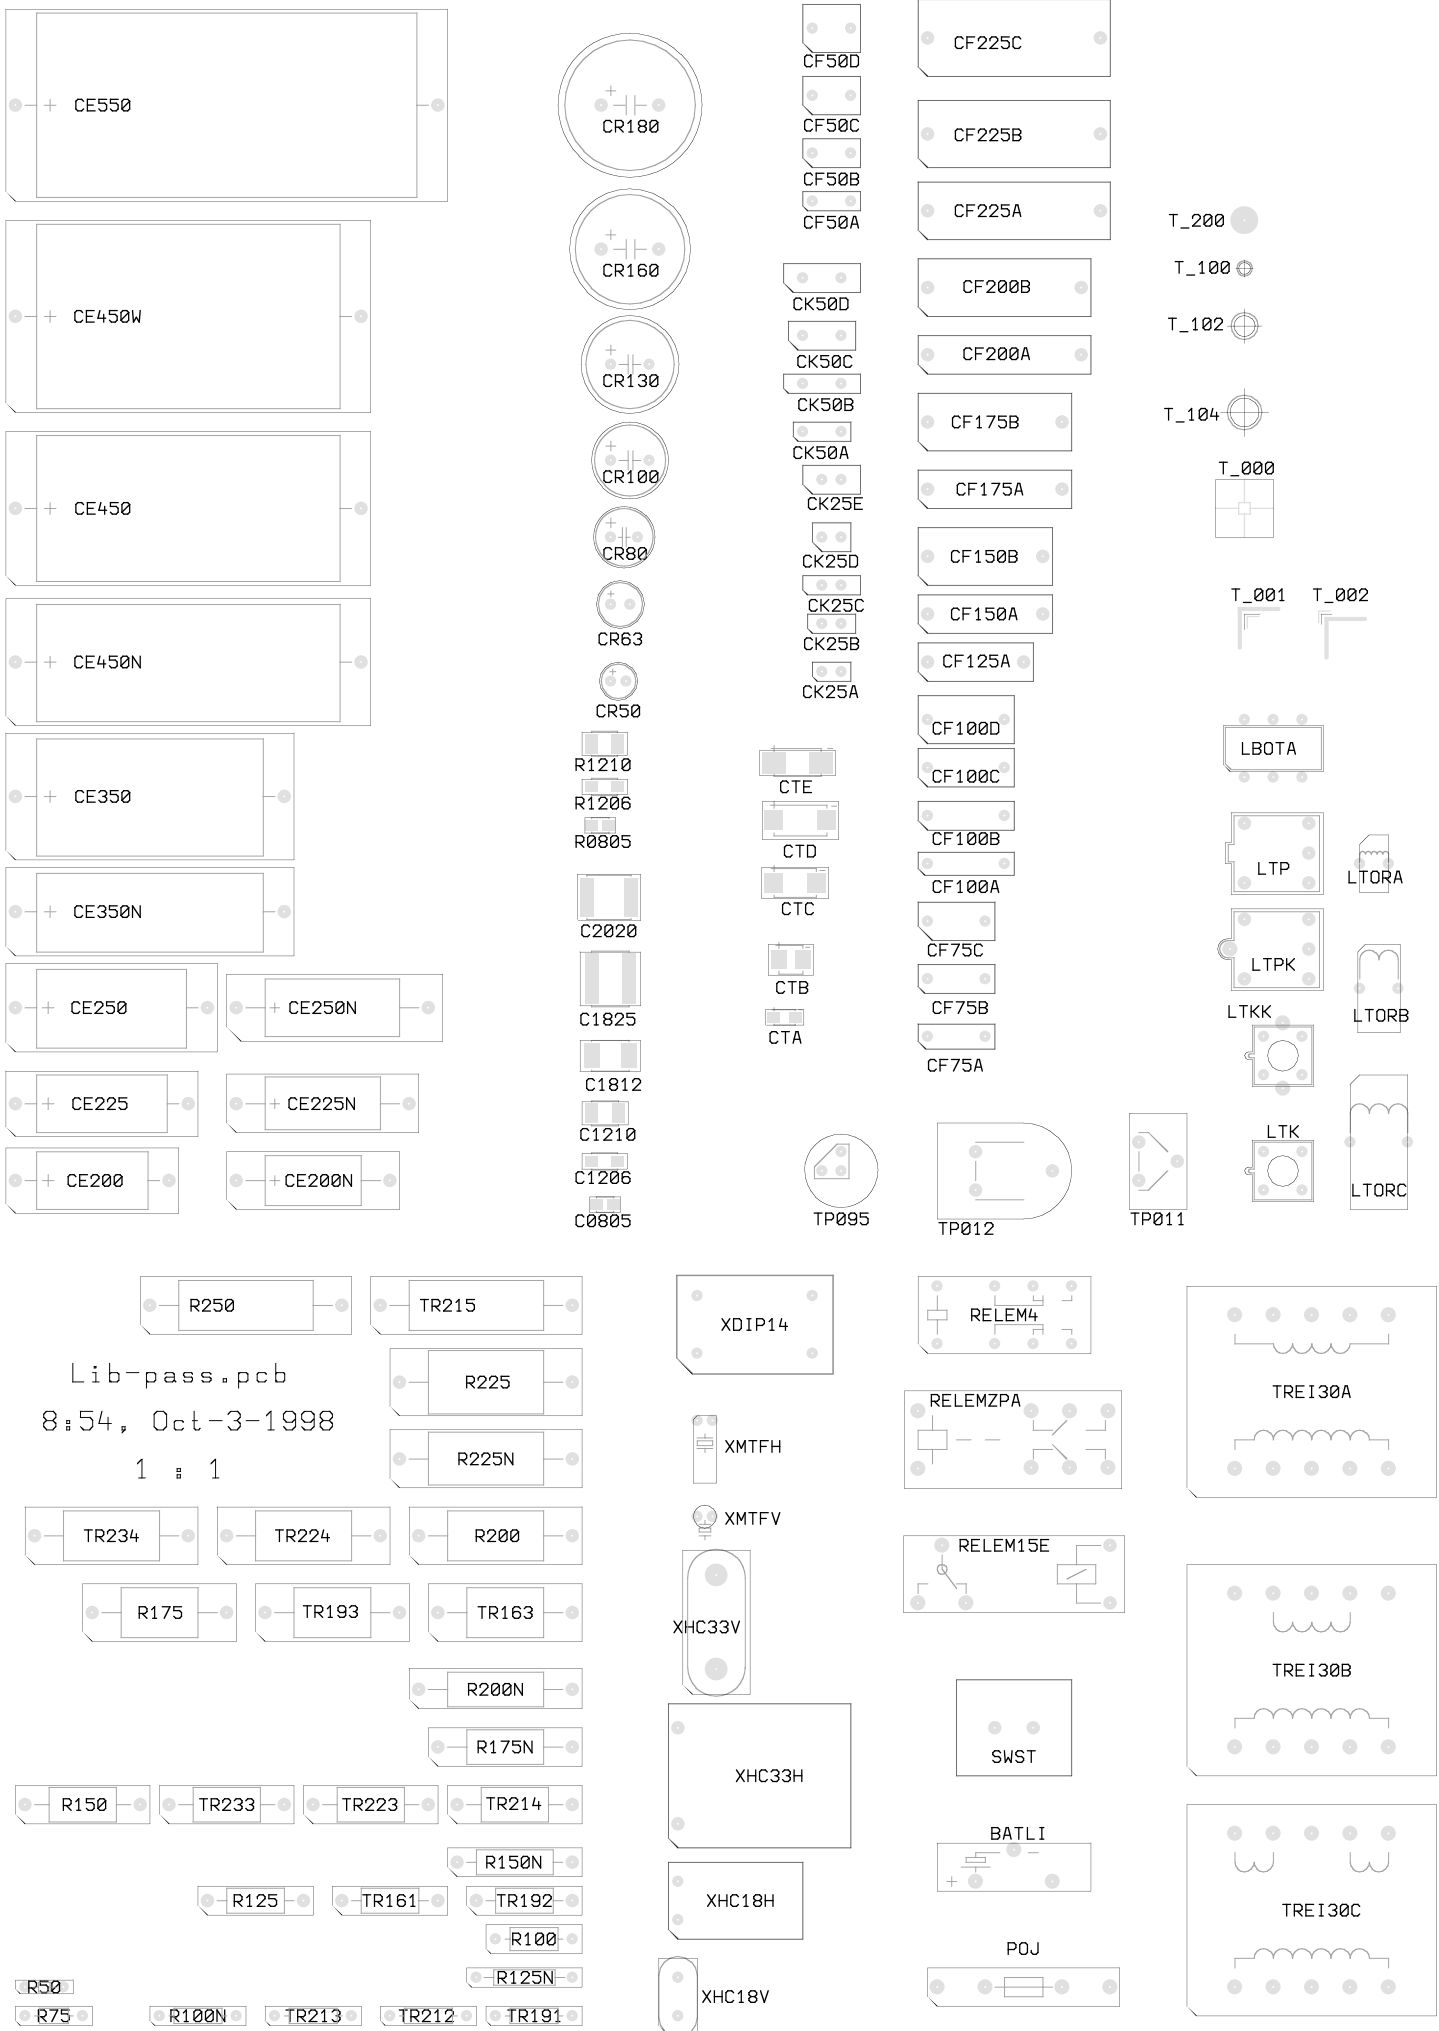 CE550
CE450W
CE450
CE450N
CE350
CE350N
CE250
CE250N
CE225
CE225N
CE200
CE200N
CR180
CR160
CR130
CR100
CR80
CR63
CR50
R1210
R1206
R0805
C2020
C1825
C1812
C1210
C1206
C0805
CF50D
CF50C
CF50B
CF50A
CK50D
CK50C
CK50B
CK50A
CK25E
CK25D
CK25C
CK25B
CK25A
CTE
CTD
CTC
CTB
CTA
CF225C
CF225B
CF225A
CF200B
CF200A
CF175B
CF175A
CF150B
CF150A
CF125A
CF100D
CF100C
CF100B
CF100A
CF75C
CF75B
CF75A
T_200
T_100
T_102
T_104
T_000
T_001
T_002
LBOTA
LTP
LTORA
LTPK
LTORB
LTKK
LTK
LTORC
TP095
TP012
TP011
R250
TR215
Lib-pass.pcb
8:54, Oct-3-1998
1 : 1
R225
R225N
TR234
TR224
R200
R175
TR193
TR163
R200N
R175N
R150
TR233
TR223
TR214
R150N
R125
TR161
TR192
R100
R125N
R50
R75
R100N
TR213
TR212
TR191
XDIP14
XMTFH
XMTFV
XHC33V
XHC33H
XHC18H
XHC18V
RELEM4
RELEMZPA
RELEM15E
SWST
BATLI
POJ
TREI30A
TREI30B
TREI30C